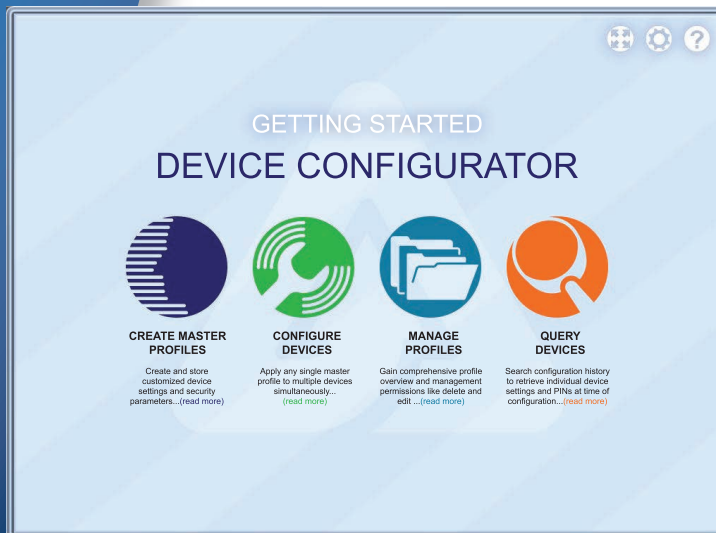 ?
GETTING STARTED
DEVICE CONFIGURATOR
CREATE MASTER
PROFILES
Create and store
customized device
settings and security
parameters...(read more)
CONFIGURE
DEVICES
Apply any single master
profile to multiple devices
simultaneously...
(read more)
MANAGE
PROFILES
Gain comprehensive profile
overview and management
permissions like delete and
edit ...(read more)
QUERY
DEVICES
Search configuration history
to retrieve individual device
settings and PINs at time of
configuration...(read more)